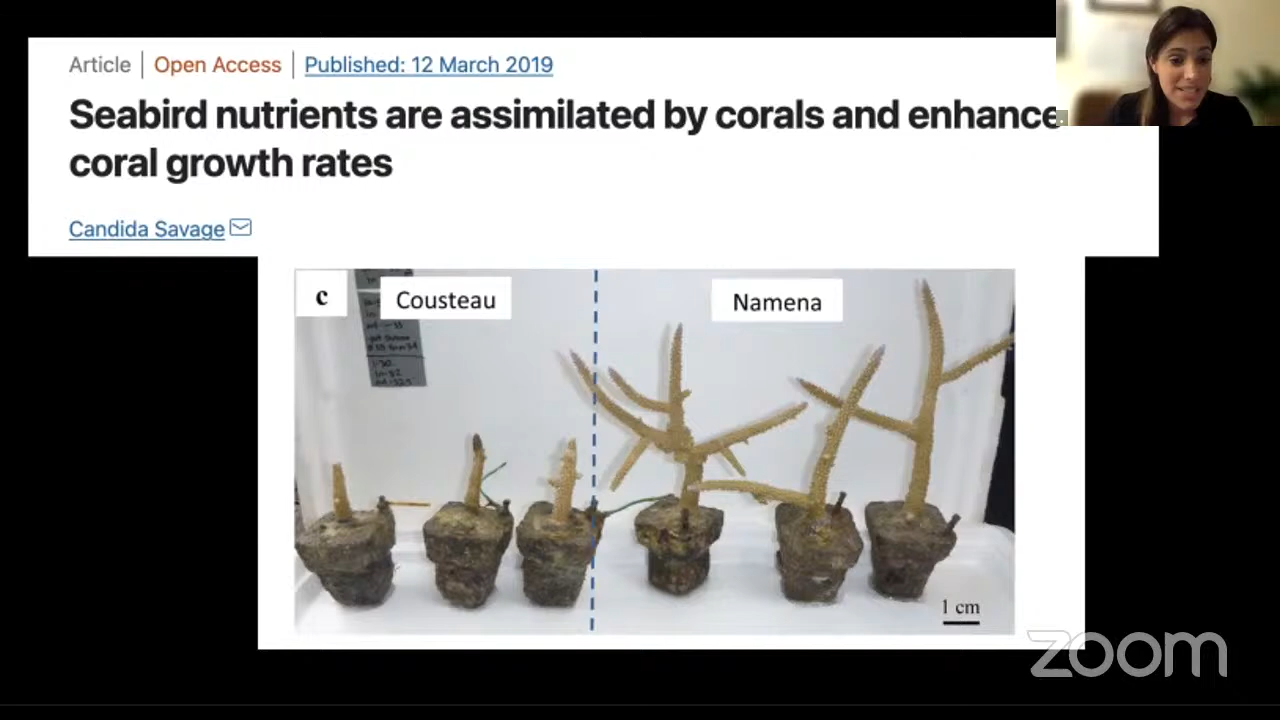 Article | Open Access | Published: 12 March 2019
Seabird nutrients are assimilated by corals and enhance
coral growth rates
Candida Savage
c
Cousteau
Namena
1 cm
zoom